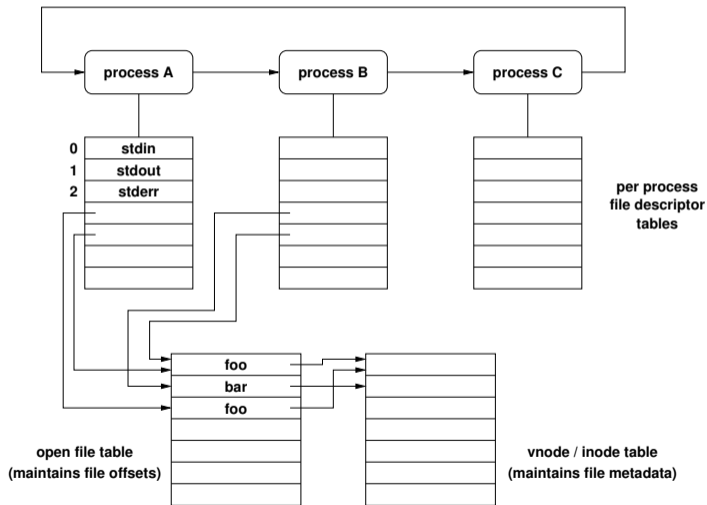 process A
process B
process C
0
stdin
1
stdout
2
stderr
per process
file descriptor
tables
foo
bar
foo
open file table
(maintains file offsets)
vnode / inode table
(maintains file metadata)